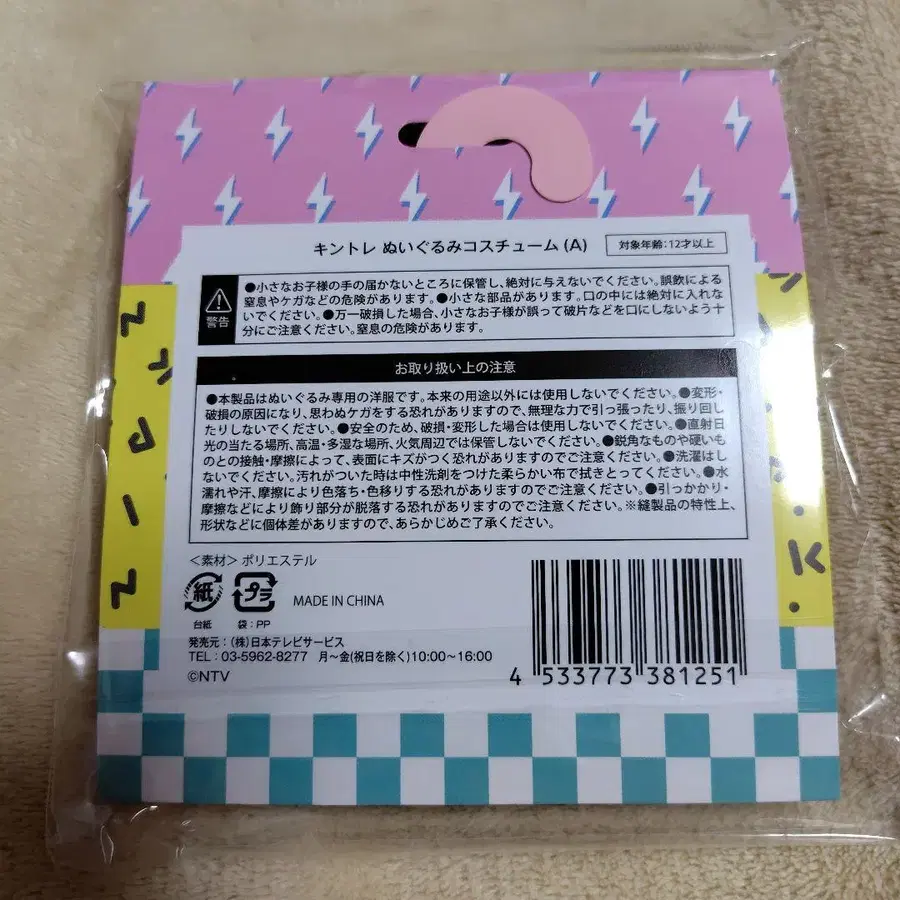 キントレ ぬいぐるみコスチューム(A)
対象年齢:12才以上
警告
●小さなお子様の手の届かないところに保管し、絶対に与えないでください。誤飲による
窒息やケガなどの危険があります。●小さな部品があります。口の中には絶対に入れな
いでください。●万一破損した場合、小さなお子様が誤って破片などを口にしないよう十
分にご注意ください。窒息の危険があります。
お取り扱い上の注意
●本製品はぬいぐるみ専用の洋服です。本来の用途以外には使用しないでください。●変形・
破損の原因になり、思わぬケガをする恐れがありますので、無理な力で引っ張ったり、振り回し
たりしないでください。●安全のため、破損・変形した場合は使用しないでください。●直射日
光の当たる場所、高温・多湿な場所、火気周辺では保管しないでください。●鋭角なものや硬いも
のとの接触・摩擦によって、表面にキズがつく恐れがありますのでご注意ください。●洗濯はし
ないでください。汚れがついた時は中性洗剤をつけた柔らかい布で拭きとってください。●水
濡れや汗、摩擦により色落ち・色移りする恐れがありますのでご注意ください。●引っかかり・
摩擦などにより飾り部分が脱落する恐れがありますのでご注意ください。※縫製品の特性上、
形状などに個体差がありますので、あらかじめご了承ください。
<素材>ポリエステル
紙
プラ
MADE IN CHINA
台紙
袋:PP
発売元:(株)日本テレビサービス
TEL:03-5962-8277 月~金(祝日を除く)10:00~16:00
©NTV
4 533773 381251